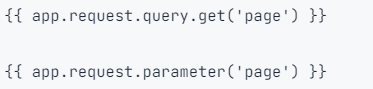 {{ app.request.query.get('page') }}
{{ app.request.parameter('page') }}